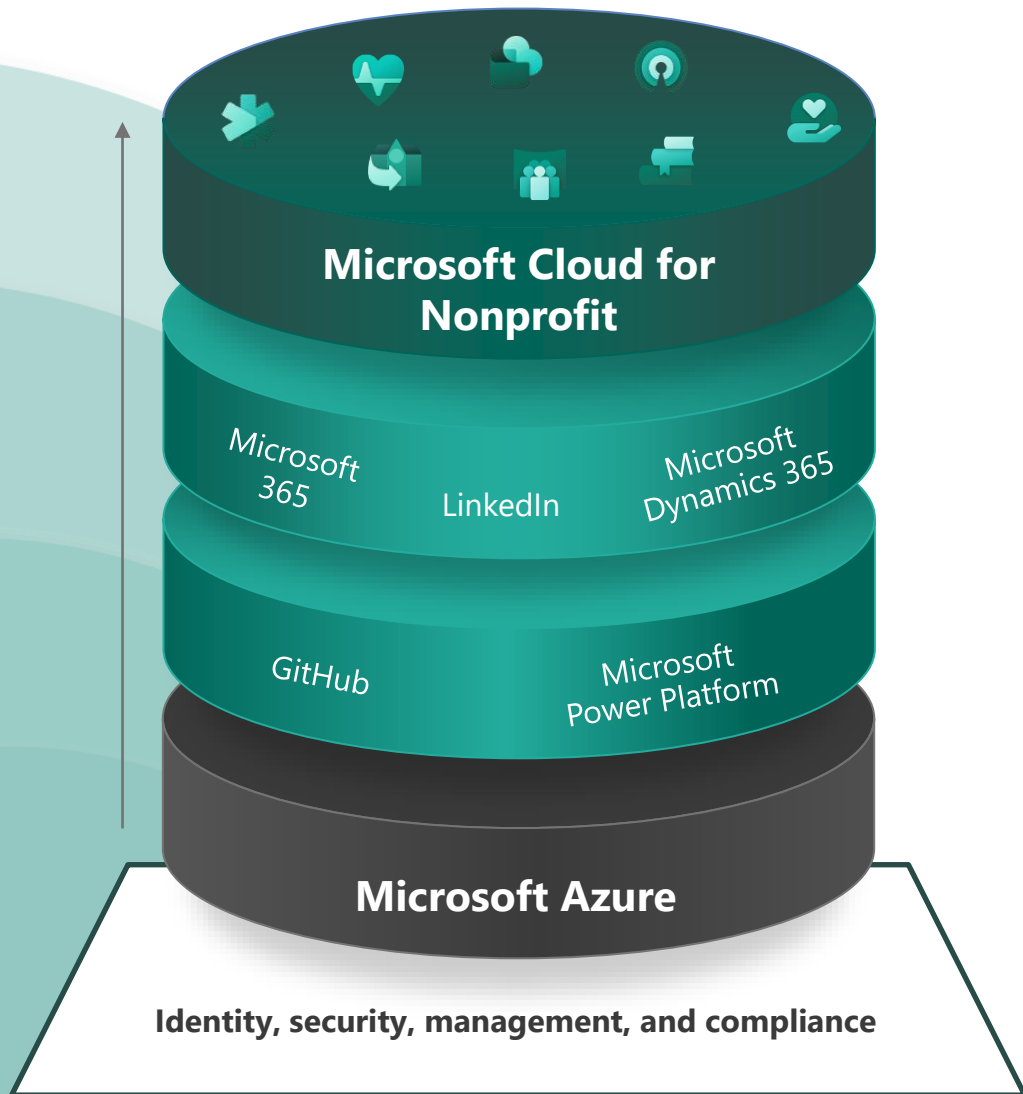 Microsoft Cloud for
Nonprofit
Microsoft
365
LinkedIn
Microsoft
Dynamics 365
GitHub
Microsoft
Power Platform
Microsoft Azure
Identity, security, management, and compliance